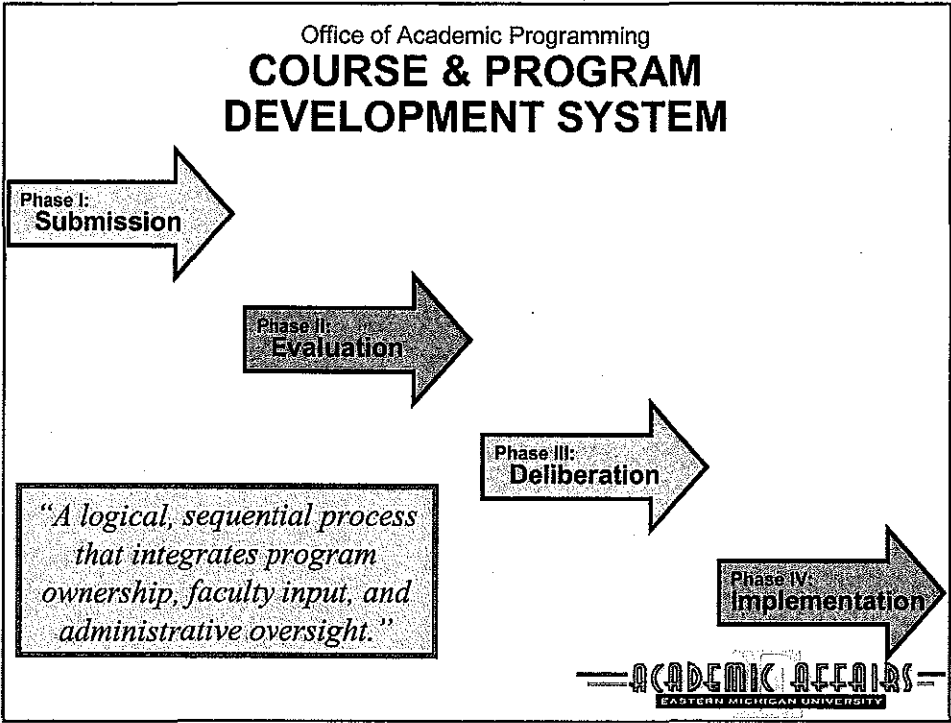 Office of Academic Programming
COURSE & PROGRAM
DEVELOPMENT SYSTEM
Phase I:
Submission
Phase II:
Evaluation
Phase III:
Deliberation
"A logical, sequential process
that integrates program
ownership, faculty input, and
administrative oversight."
Phase IV:
Implementation
ACADEMIC AFFAIRS
EASTERN MICHIGAN UNIVERSITY